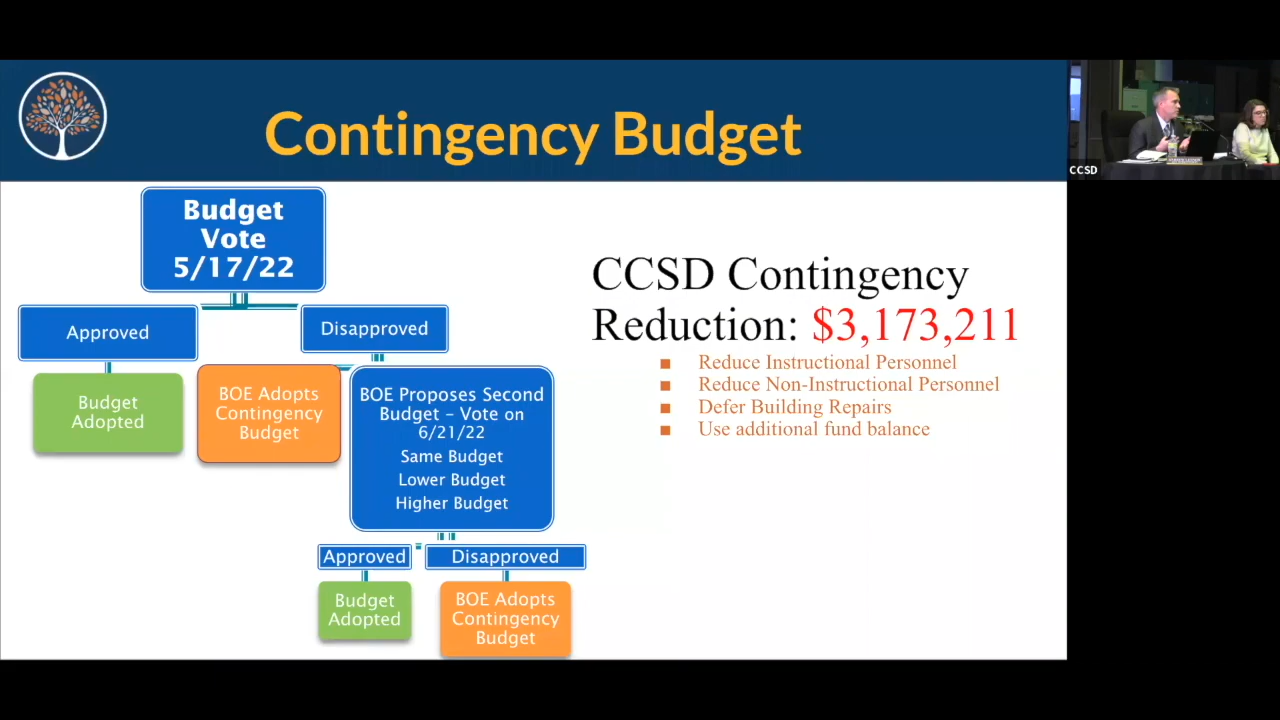 Contingency Budget
CCSD
Budget
Vote
5/17/22
Approved
Disapproved
Budget
Adopted
BOE Adopts
Contingency
Budget
BOE Proposes Second
Budget – Vote on
6/21/22
Same Budget
Lower Budget
Higher Budget
Approved
Disapproved
Budget
Adopted
BOE Adopts
Contingency
Budget
CCSD Contingency
Reduction: $3,173,211
Reduce Instructional Personnel
Reduce Non-Instructional Personnel
Defer Building Repairs
Use additional fund balance